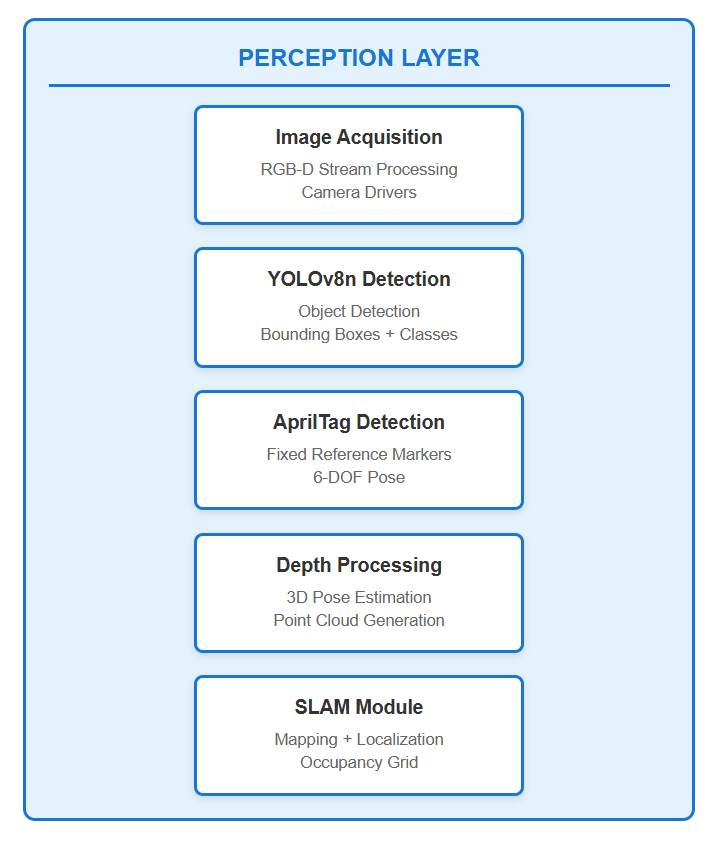 PERCEPTION LAYER
Image Acquisition
RGB-D Stream Processing
Camera Drivers
YOLOv8n Detection
Object Detection
Bounding Boxes + Classes
AprilTag Detection
Fixed Reference Markers
6-DOF Pose
Depth Processing
3D Pose Estimation
Point Cloud Generation
SLAM Module
Mapping + Localization
Occupancy Grid